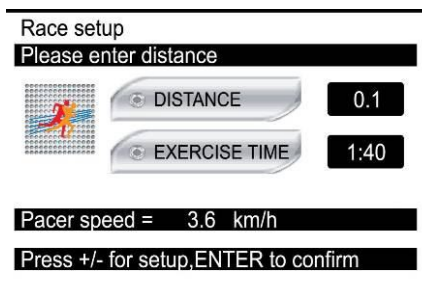 Race setup
Please enter distance
DISTANCE 0.1
EXERCISE TIME 1:40
Pacer speed = 3.6 km/h
Press +/- for setup,ENTER to confirm